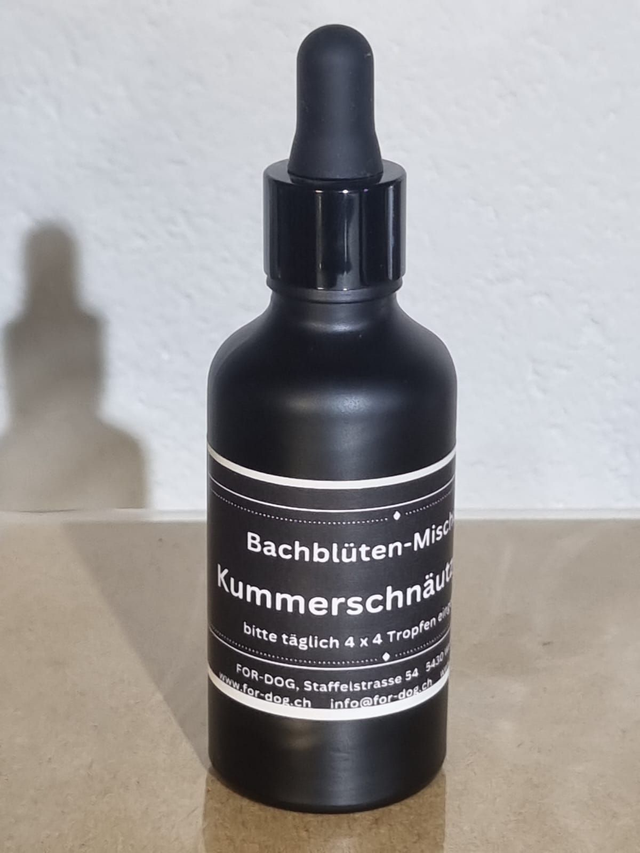 Bachblüten-Misch
Kummerschnäut
bitte täglich 4 x 4 Tropfen
FOR-DOG, Staffelstrasse 54 5430
www.for-dog.ch info@for-dog.ch